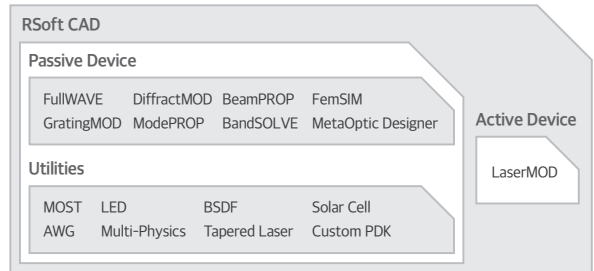 RSoft CAD
Passive Device
FullWAVE DiffractMOD BeamPROP FemSIM
GratingMOD ModePROP BandSOLVE MetaOptic Designer
Utilities
MOST LED BSDF Solar Cell
AWG Multi-Physics Tapered Laser Custom PDK
Active Device
LaserMOD